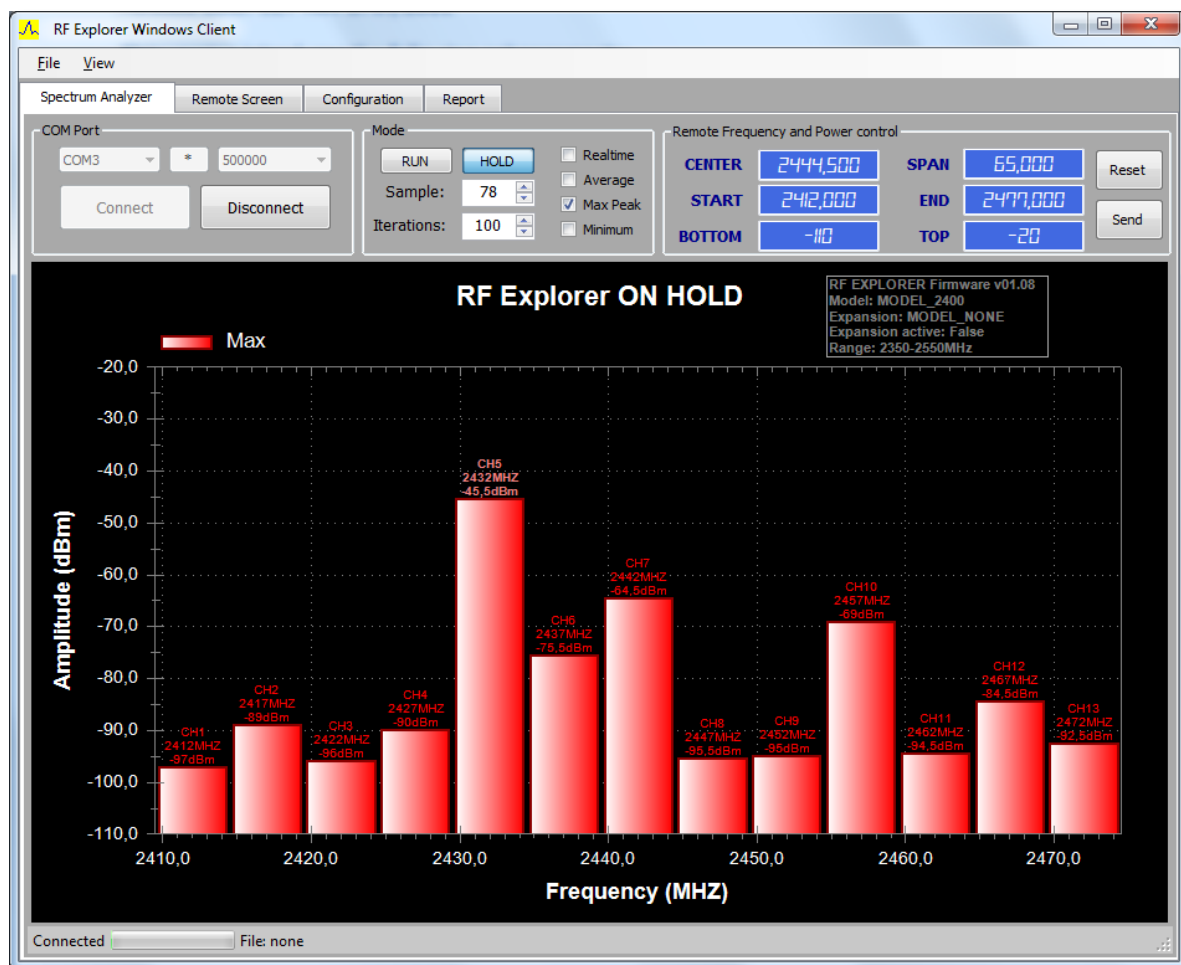 RF Explorer Windows Client
File View
Spectrum Analyzer Remote Screen Configuration Report
COM Port
COM3 * 500000
Connect Disconnect
Mode
RUN HOLD
Sample: 78
Iterations: 100
Realtime
Average
Max Peak
Minimum
Remote Frequency and Power control
CENTER 2444,500 SPAN 65,000
START 2412,000 END 2477,000
BOTTOM -110 TOP -20
Reset
Send
RF Explorer ON HOLD
RF EXPLORER Firmware v01.08
Model: MODEL_2400
Expansion: MODEL_NONE
Expansion active: False
Range: 2350-2550MHz
Max
Amplitude (dBm)
-20,0
-30,0
-40,0
-50,0
-60,0
-70,0
-80,0
-90,0
-100,0
-110,0
CH1
2412MHZ
-97dBm
CH2
2417MHZ
-89dBm
CH3
2422MHZ
-96dBm
CH4
2427MHZ
-90dBm
CH5
2432MHZ
-45,5dBm
CH6
2437MHZ
-75,5dBm
CH7
2442MHZ
-64,5dBm
CH8
2447MHZ
-95,5dBm
CH9
2452MHZ
-95dBm
CH10
2457MHZ
-69dBm
CH11
2462MHZ
-94,5dBm
CH12
2467MHZ
-84,5dBm
CH13
2472MHZ
-92,5dBm
2410,0 2420,0 2430,0 2440,0 2450,0 2460,0 2470,0
Frequency (MHZ)
Connected File: none